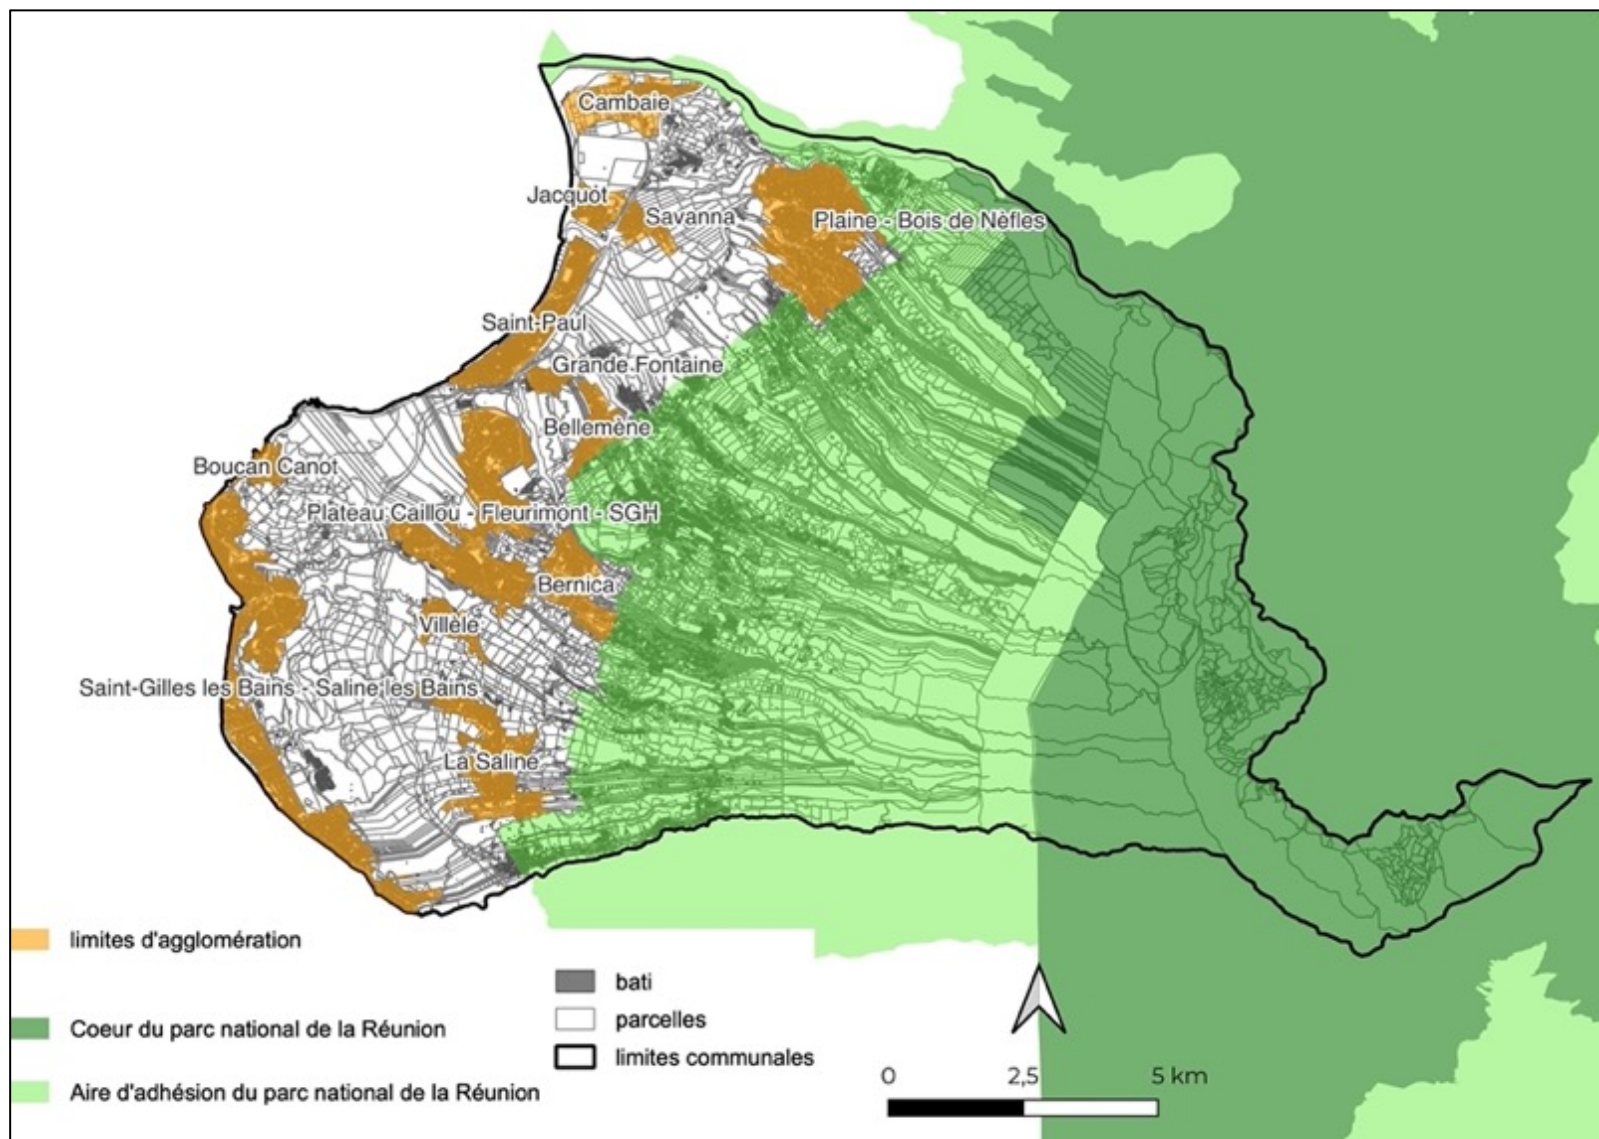 Cambaie
Jacquot
Savanna
Plaine - Bois de Nèfles
Saint-Paul
Grande Fontaine
Bellemène
Boucan Canot
Plateau Caillou - Fleurimont - SGH
Bernica
Villèle
Saint-Gilles les Bains - Saline les Bains
La Saline
limites d'agglomération
Coeur du parc national de la Réunion
Aire d'adhésion du parc national de la Réunion
bati
parcelles
limites communales
0 2,5 5 km